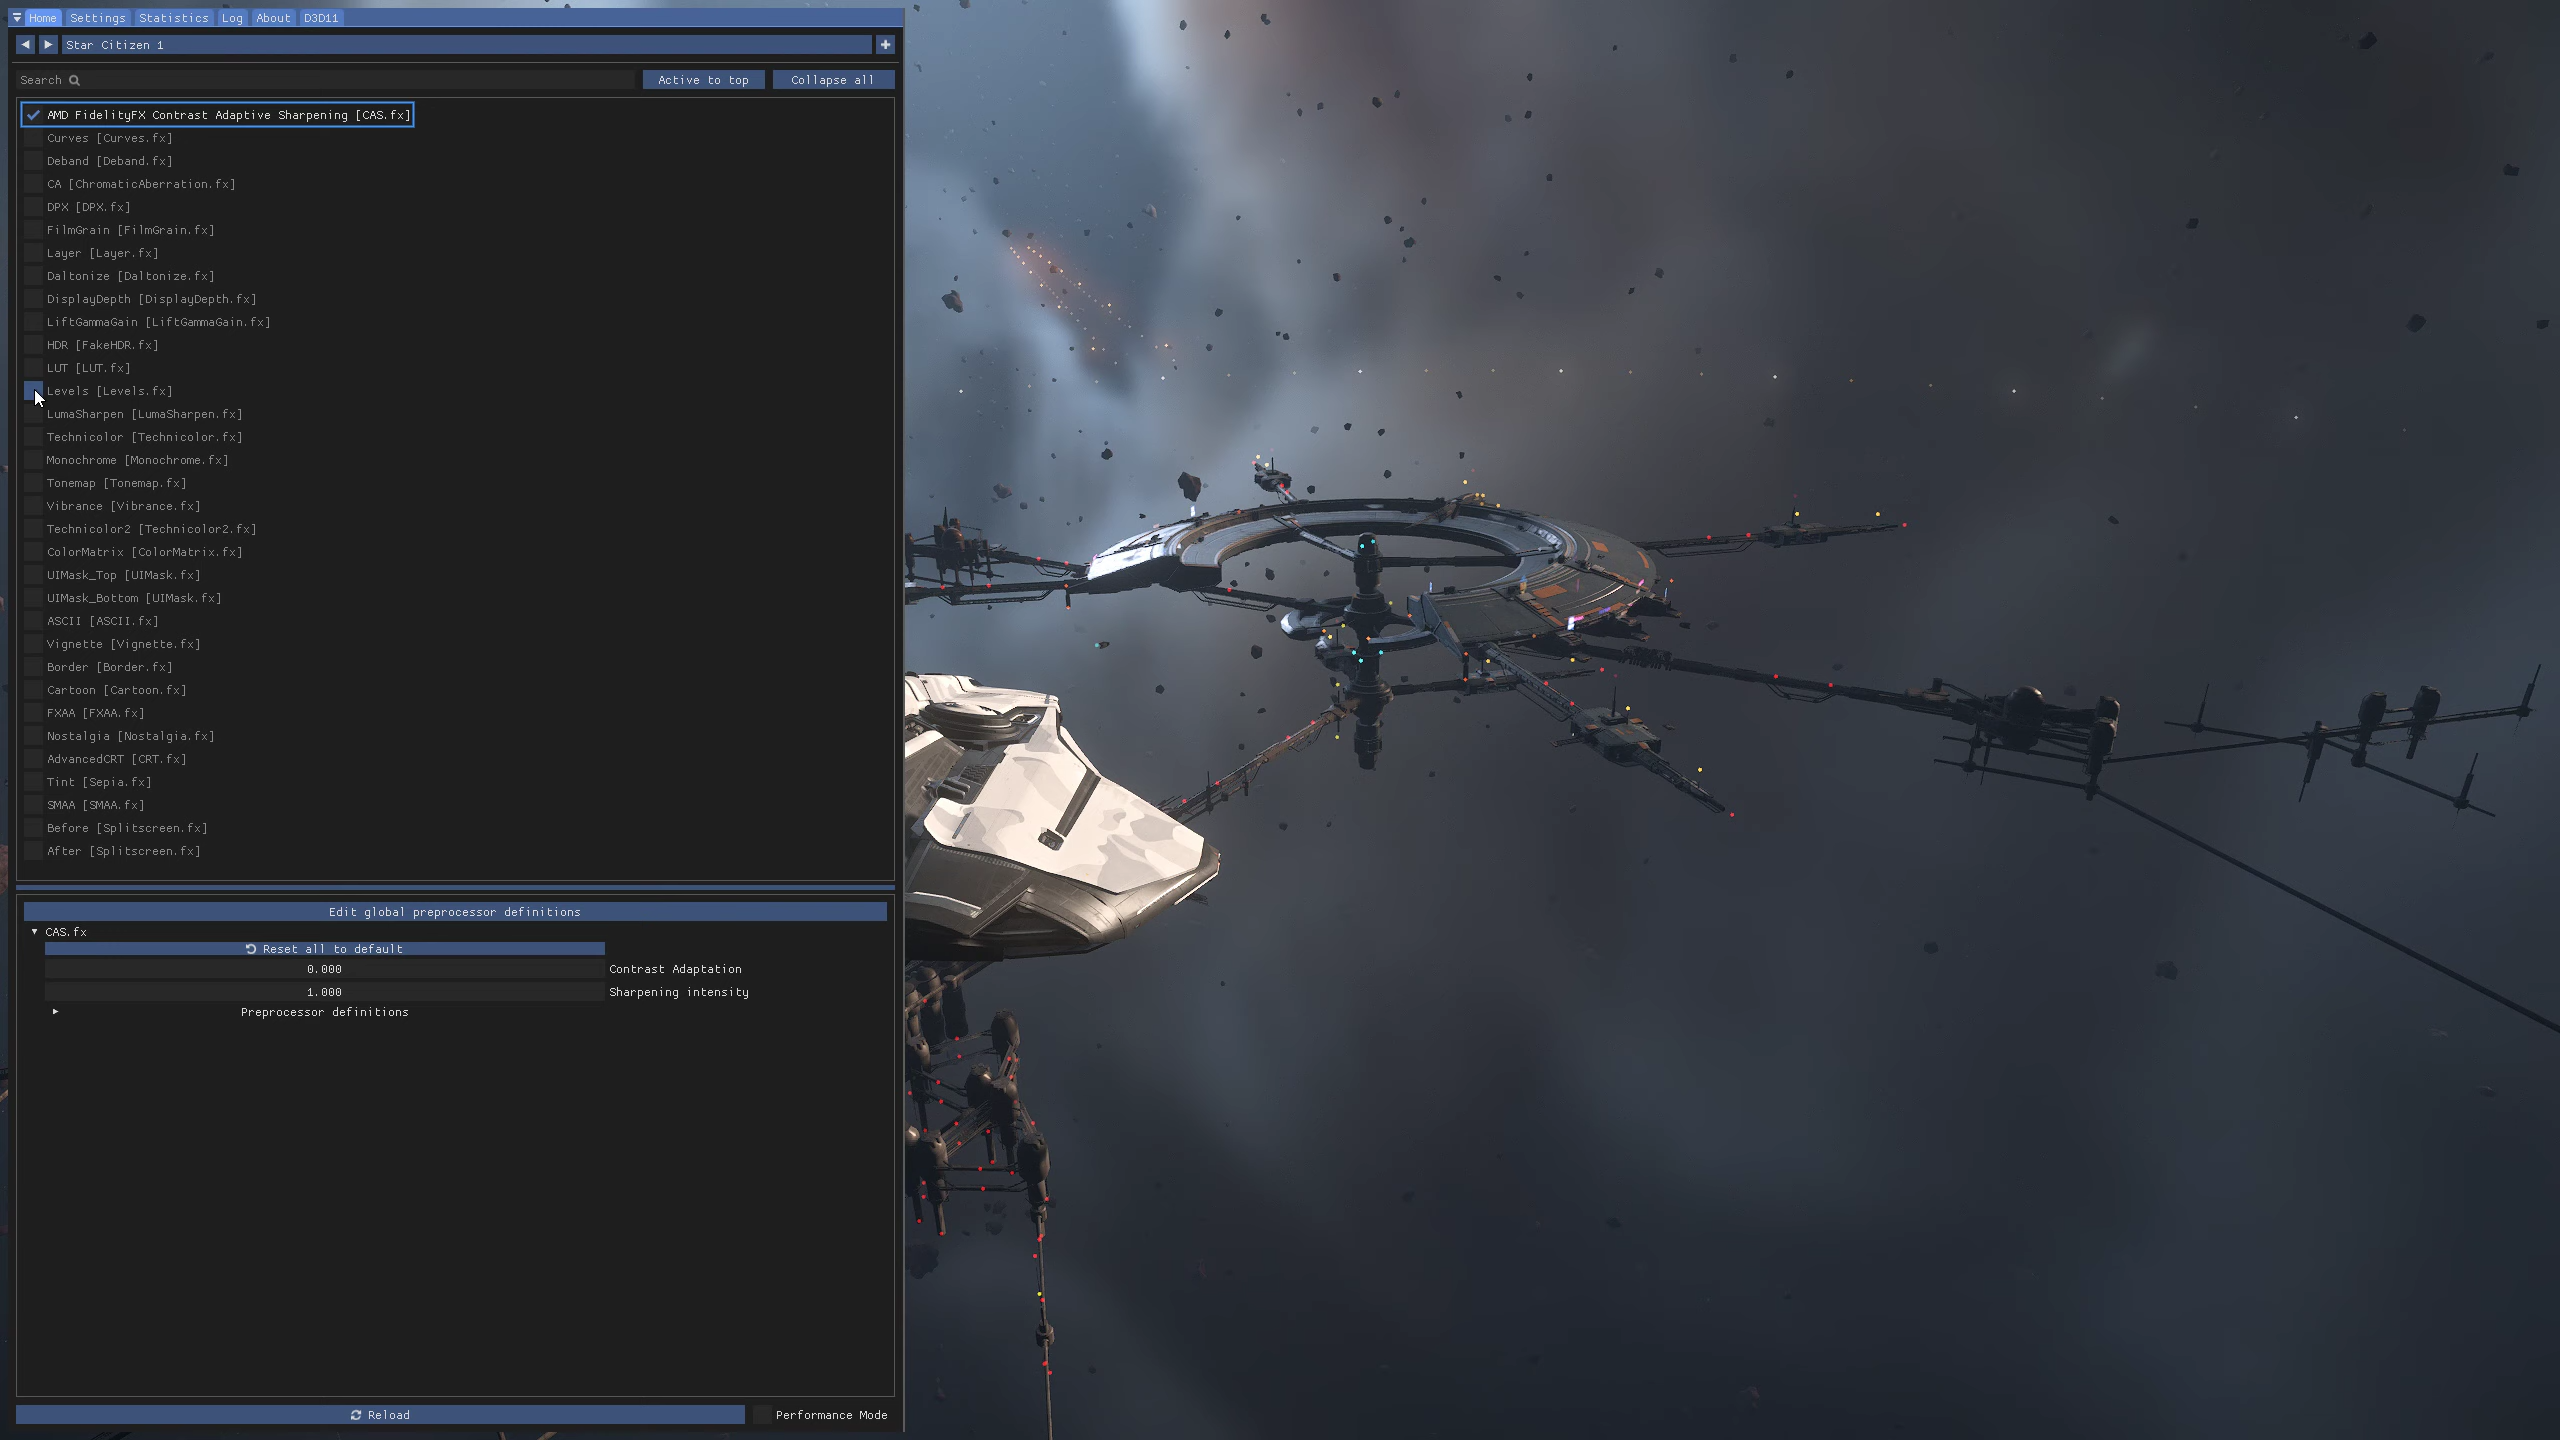 Home Settings Statistics Log About D3D11
Star Citizen 1
Search Active to top Collapse all
AMD FidelityFX Contrast Adaptive Sharpening [CAS.fx]
Curves [Curves.fx]
Deband [Deband.fx]
CA [ChromaticAberration.fx]
DPX [DPX.fx]
FilmGrain [FilmGrain.fx]
Layer [Layer.fx]
Daltonize [Daltonize.fx]
DisplayDepth [DisplayDepth.fx]
LiftGammaGain [LiftGammaGain.fx]
HDR [FakeHDR.fx]
LUT [LUT.fx]
Levels [Levels.fx]
LumaSharpen [LumaSharpen.fx]
Technicolor [Technicolor.fx]
Monochrome [Monochrome.fx]
Tonemap [Tonemap.fx]
Vibrance [Vibrance.fx]
Technicolor2 [Technicolor2.fx]
ColorMatrix [ColorMatrix.fx]
UIMask_Top [UIMask.fx]
UIMask_Bottom [UIMask.fx]
ASCII [ASCII.fx]
Vignette [Vignette.fx]
Border [Border.fx]
Cartoon [Cartoon.fx]
FXAA [FXAA.fx]
Nostalgia [Nostalgia.fx]
AdvancedCRT [CRT.fx]
Tint [Sepia.fx]
SMAA [SMAA.fx]
Before [Splitscreen.fx]
After [Splitscreen.fx]
Edit global preprocessor definitions
CAS.fx
Reset all to default
0.000 Contrast Adaptation
1.000 Sharpening intensity
Preprocessor definitions
Reload Performance Mode